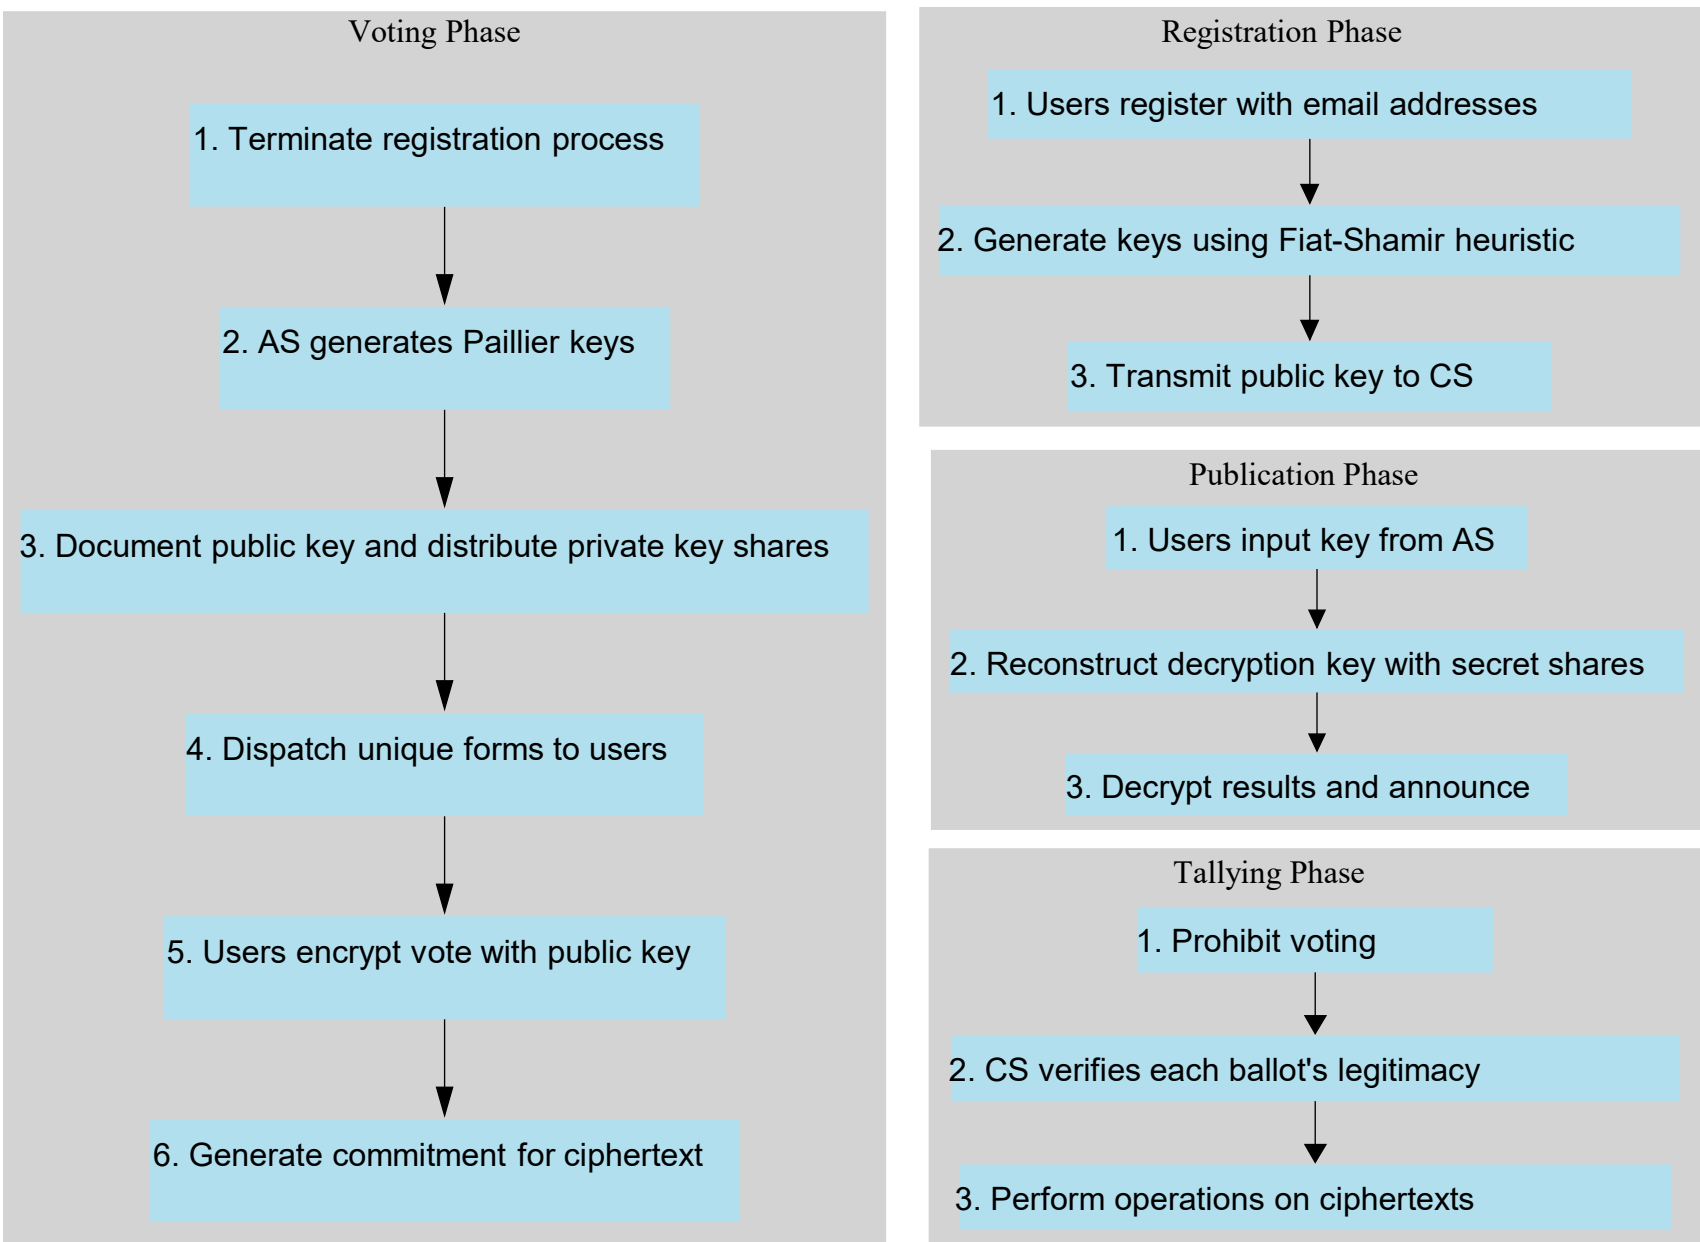 Voting Phase
1. Terminate registration process
2. AS generates Paillier keys
3. Document public key and distribute private key shares
4. Dispatch unique forms to users
5. Users encrypt vote with public key
6. Generate commitment for ciphertext
Registration Phase
1. Users register with email addresses
2. Generate keys using Fiat-Shamir heuristic
3. Transmit public key to CS
Publication Phase
1. Users input key from AS
2. Reconstruct decryption key with secret shares
3. Decrypt results and announce
Tallying Phase
1. Prohibit voting
2. CS verifies each ballot's legitimacy
3. Perform operations on ciphertexts